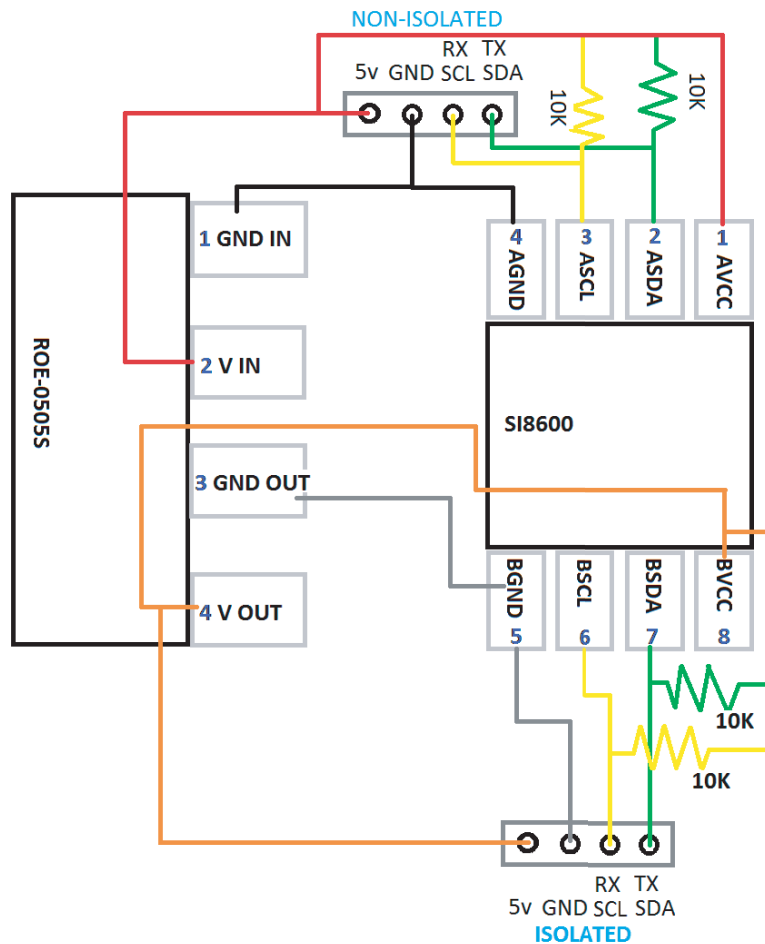 NON-ISOLATED
RX TX
5v GND SCL SDA
10K
10K
1 GND IN
2 V IN
3 GND OUT
4 V OUT
ROE-0505S
4 AGND
3 ASCL
2 ASDA
1 AVCC
SI8600
BGND 5
BSCL 6
BSDA 7
BVCC 8
10K
10K
RX TX
5v GND SCL SDA
ISOLATED